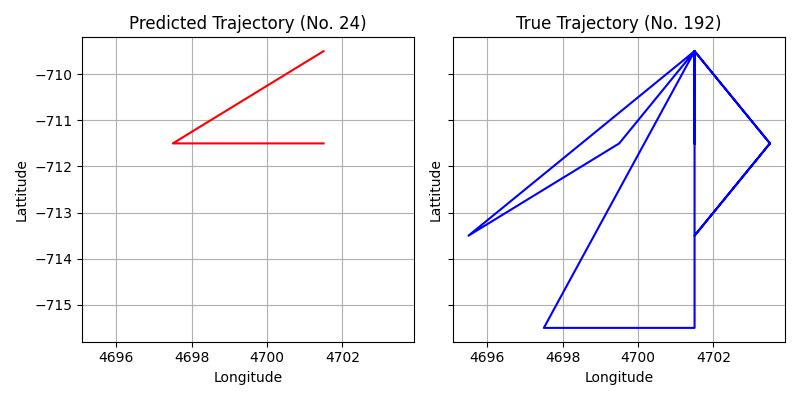 Predicted Trajectory (No. 24)
True Trajectory (No. 192)
Lattitude
−710
−711
−712
−713
−714
−715
4696
4698
4700
4702
Longitude
Lattitude
4696
4698
4700
4702
Longitude